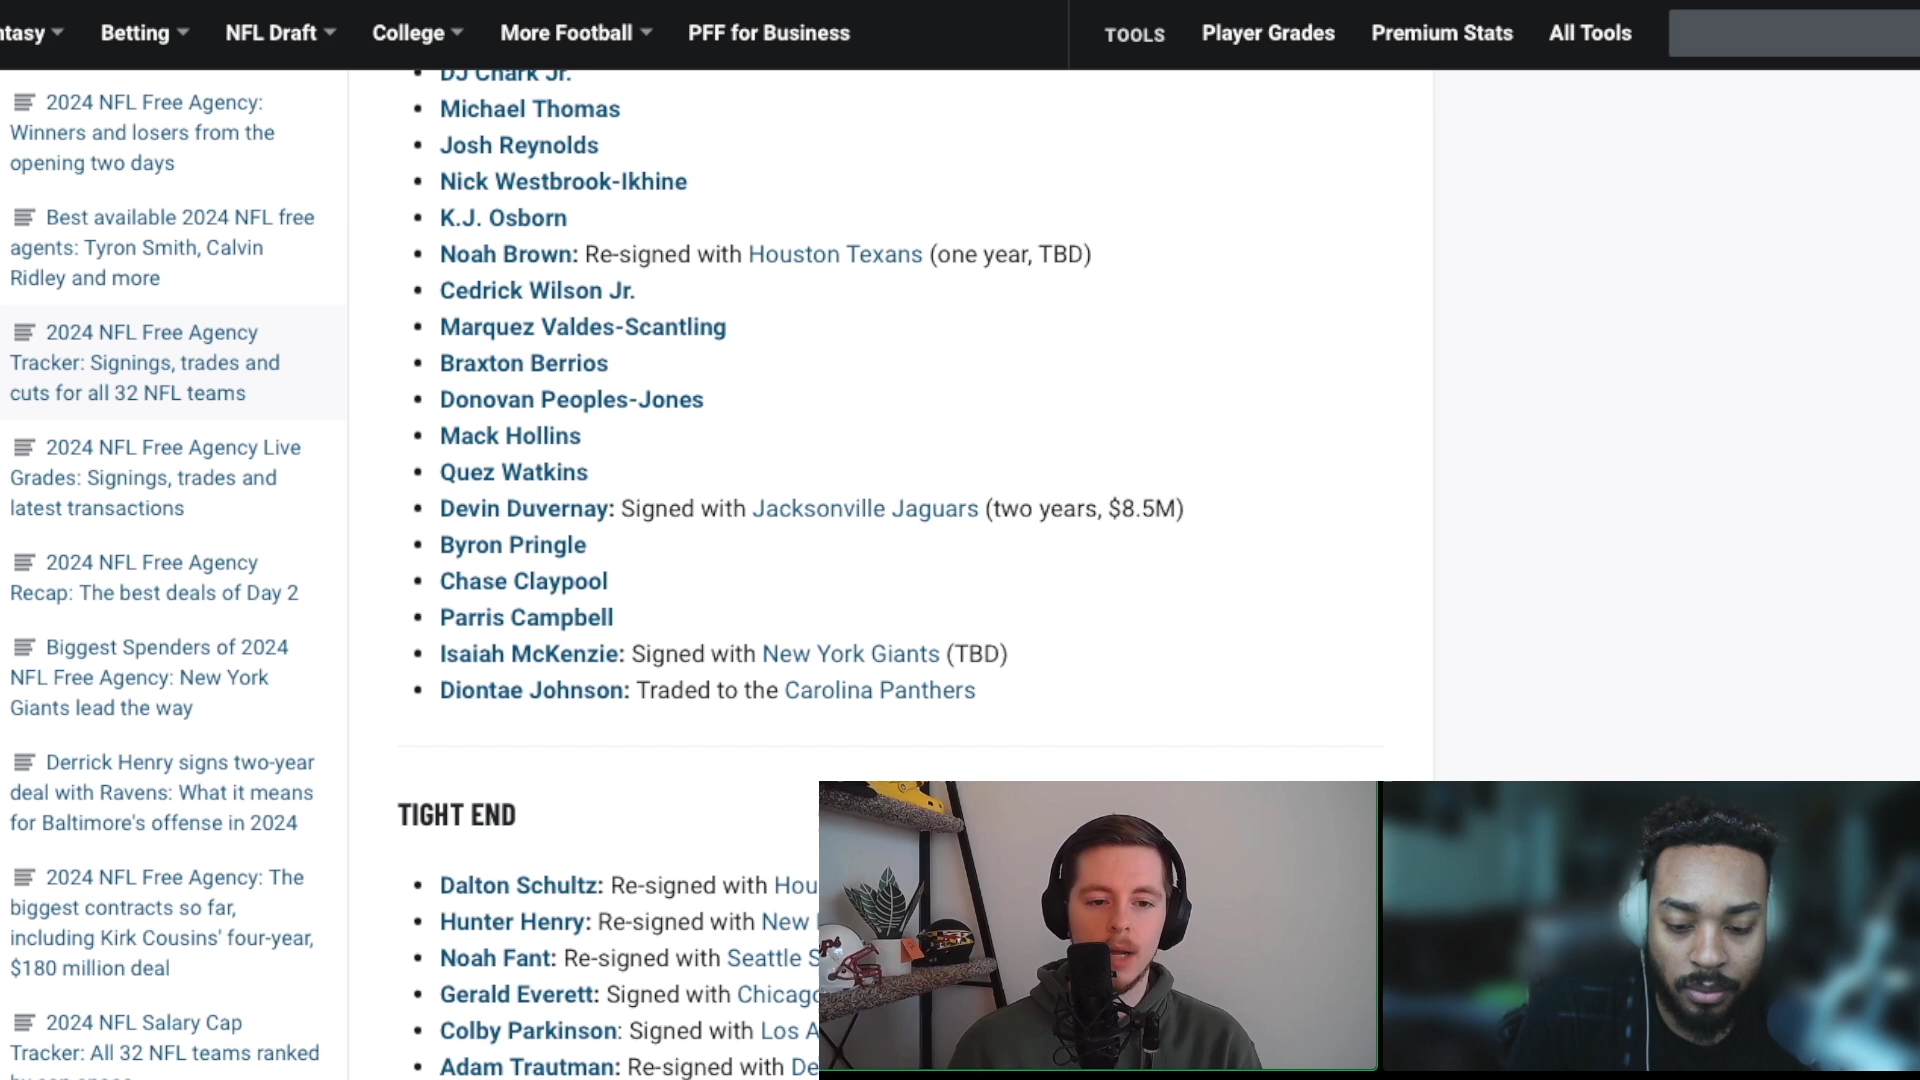 ntasy Betting NFL Draft College More Football PFF for Business TOOLS Player Grades Premium Stats All Tools
2024 NFL Free Agency:
Winners and losers from the
opening two days
Best available 2024 NFL free
agents: Tyron Smith, Calvin
Ridley and more
2024 NFL Free Agency
Tracker: Signings, trades and
cuts for all 32 NFL teams
2024 NFL Free Agency Live
Grades: Signings, trades and
latest transactions
2024 NFL Free Agency
Recap: The best deals of Day 2
Biggest Spenders of 2024
NFL Free Agency: New York
Giants lead the way
Derrick Henry signs two-year
deal with Ravens: What it means
for Baltimore's offense in 2024
2024 NFL Free Agency: The
biggest contracts so far,
including Kirk Cousins' four-year,
$180 million deal
2024 NFL Salary Cap
Tracker: All 32 NFL teams ranked
DJ Chark Jr.
Michael Thomas
Josh Reynolds
Nick Westbrook-Ikhine
K.J. Osborn
Noah Brown: Re-signed with Houston Texans (one year, TBD)
Cedrick Wilson Jr.
Marquez Valdes-Scantling
Braxton Berrios
Donovan Peoples-Jones
Mack Hollins
Quez Watkins
Devin Duvernay: Signed with Jacksonville Jaguars (two years, $8.5M)
Byron Pringle
Chase Claypool
Parris Campbell
Isaiah McKenzie: Signed with New York Giants (TBD)
Diontae Johnson: Traded to the Carolina Panthers
TIGHT END
Dalton Schultz: Re-signed with Hou
Hunter Henry: Re-signed with New
Noah Fant: Re-signed with Seattle S
Gerald Everett: Signed with Chicago
Colby Parkinson: Signed with Los A
Adam Trautman: Re-signed with De